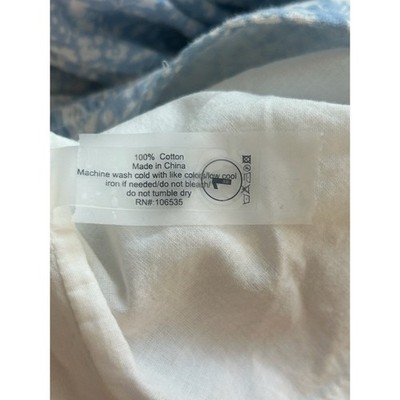 100% Cotton
Made in China
Machine wash cold with like colors/low cool
iron if needed/do not bleach/
do not tumble dry
RN#: 106535
1